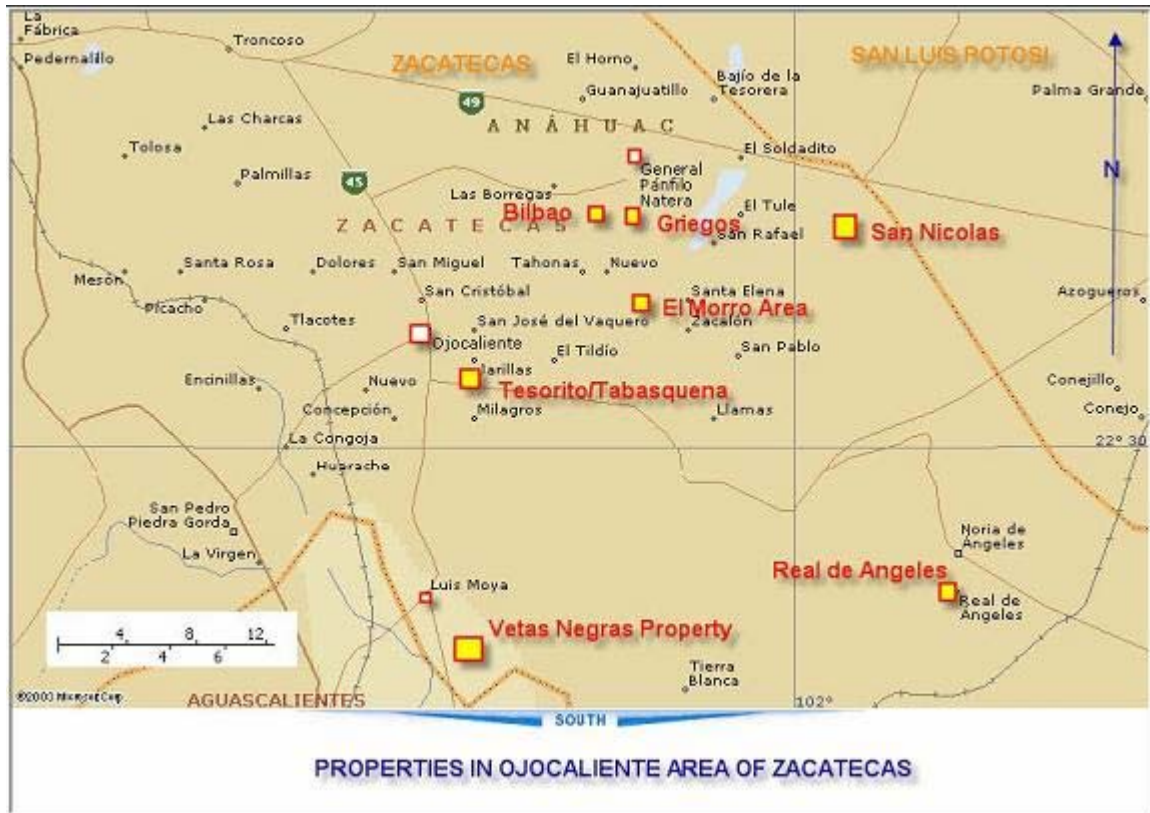 La
Fábrica
Troncoso
Pedernalillo
ZACATECAS
El Horno
SAN LUIS POTOSI
Guanajuatillo
Bajío de la
Tesorera
Palma Grande
49
ANÁHUAC
Las Charcas
Tolosa
El Soldadito
General
Pánfilo
Natera
N
Palmillas
45
Las Borregas
Bilbao
Griegos
El Tule
ZACATECAS
San Rafael
San Nicolas
Mesón
Santa Rosa
Dolores
San Miguel
Tahonas
Nuevo
Picacho
San Cristóbal
Santa Elena
El Morro Area
Azogueros
Tlacotes
San José del Vaquero
Zacalón
Ojocaliente
El Tildío
San Pablo
Jarillas
Encinillas
Nuevo
Tesorito/Tabasquena
Conejillo
Concepción
Milagros
Llamas
Conejo
La Congoja
22° 30
Huarache
San Pedro
Piedra Gorda
Noria de
Angeles
La Virgen
Real de Angeles
Luis Moya
Real de
Angeles
4 8 12
2 4 6
Vetas Negras Property
Tierra
Blanca
©2003 Microsoft Corp.
AGUASCALIENTES
102°
SOUTH
PROPERTIES IN OJOCALIENTE AREA OF ZACATECAS